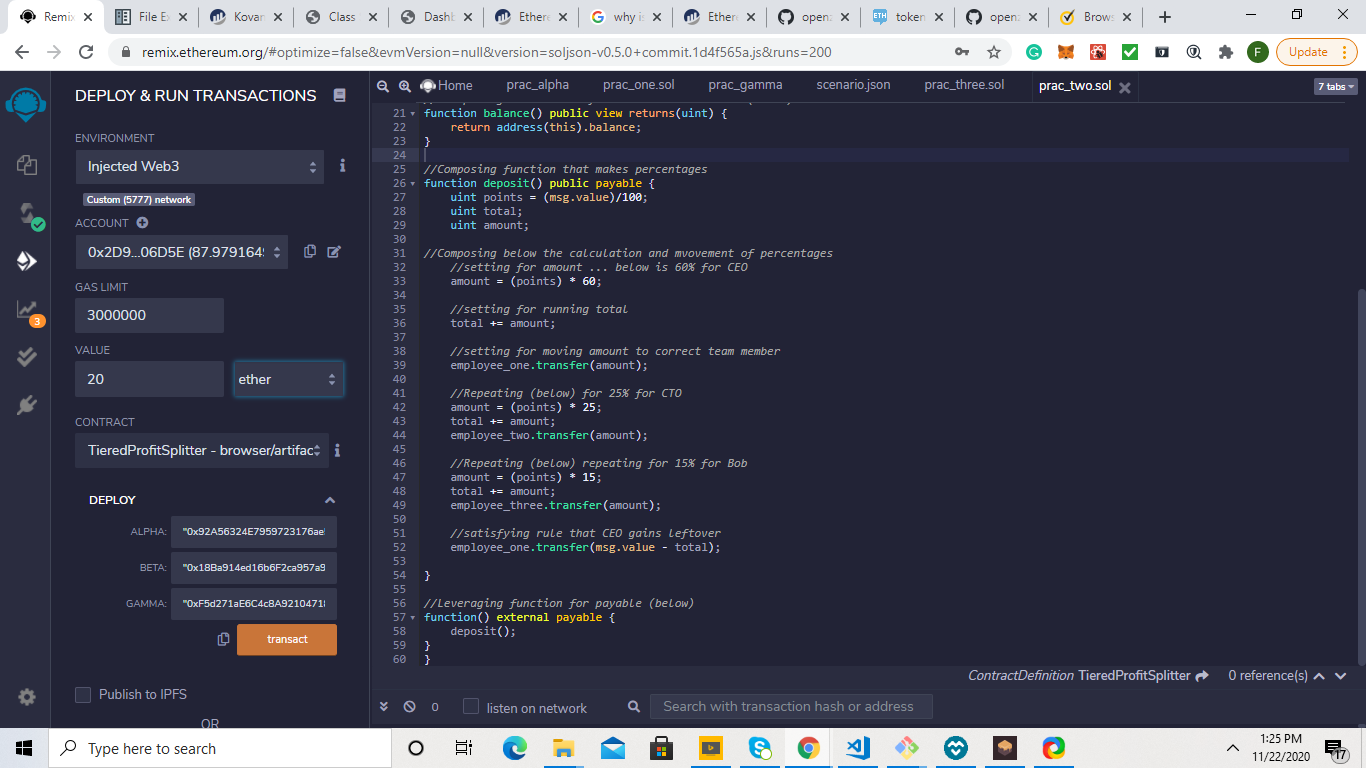 Remix
File Ex
Kovan
Class
Dashb
Ethere
why is
Ethere
openz
token
openz
Brows
remix.ethereum.org/#optimize=false&evmVersion=null&version=soljson-v0.5.0+commit.1d4f565a.js&runs=200
F
Update
DEPLOY & RUN TRANSACTIONS
ENVIRONMENT
Injected Web3
Custom (5777) network
ACCOUNT
0x2D9...06D5E (87.9791649
GAS LIMIT
3000000
VALUE
20
ether
CONTRACT
TieredProfitSplitter - browser/artifac
DEPLOY
ALPHA:
"0x92A56324E7959723176ae
BETA:
"0x18Ba914ed16b6F2ca957a9
GAMMA:
"0xF5d271aE6C4c8A9210471
transact
Publish to IPFS
OR
3
Home
prac_alpha
prac_one.sol
prac_gamma
scenario.json
prac_three.sol
prac_two.sol
7 tabs
21 function balance() public view returns(uint) {
22 return address(this).balance;
23 }
24
25 //Composing function that makes percentages
26 function deposit() public payable {
27 uint points = (msg.value)/100;
28 uint total;
29 uint amount;
30
31 //Composing below the calculation and mvovement of percentages
32 //setting for amount ... below is 60% for CEO
33 amount = (points) * 60;
34
35 //setting for running total
36 total += amount;
37
38 //setting for moving amount to correct team member
39 employee_one.transfer(amount);
40
41 //Repeating (below) for 25% for CTO
42 amount = (points) * 25;
43 total += amount;
44 employee_two.transfer(amount);
45
46 //Repeating (below) repeating for 15% for Bob
47 amount = (points) * 15;
48 total += amount;
49 employee_three.transfer(amount);
50
51 //satisfying rule that CEO gains leftover
52 employee_one.transfer(msg.value - total);
53
54 }
55
56 //Leveraging function for payable (below)
57 function() external payable {
58 deposit();
59 }
60 }
ContractDefinition TieredProfitSplitter
0 reference(s)
0
listen on network
Search with transaction hash or address
Type here to search
1:25 PM
11/22/2020
17